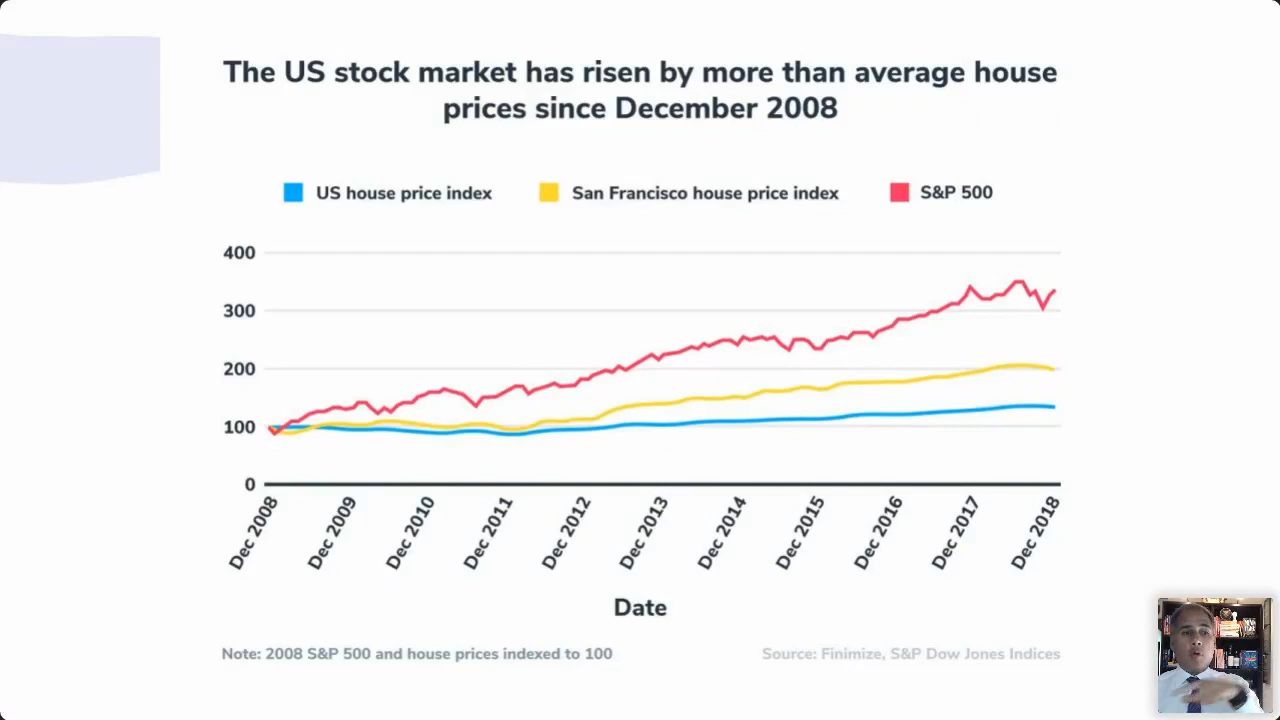 The US stock market has risen by more than average house
prices since December 2008
US house price index
San Francisco house price index
S&P 500
400
300
200
100
0
Dec 2008
Dec 2009
Dec 2010
Dec 2011
Dec 2012
Dec 2013
Dec 2014
Dec 2015
Dec 2016
Dec 2017
Dec 2018
Date
Note: 2008 S&P 500 and house prices indexed to 100
Source: Finimize, S&P Dow Jones Indices